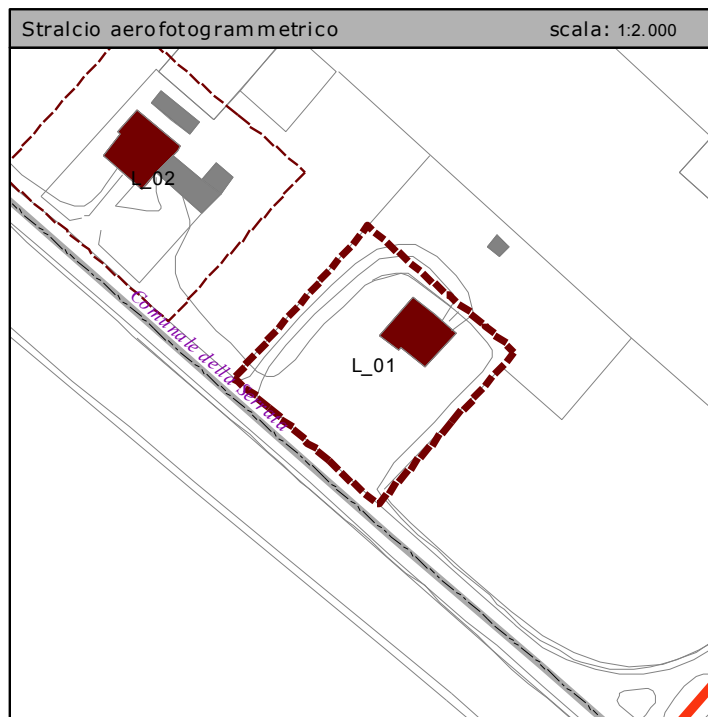 Stralcio aerofotogrammetrico scala: 1:2.000
L_02
Comunale della Serrata
L_01